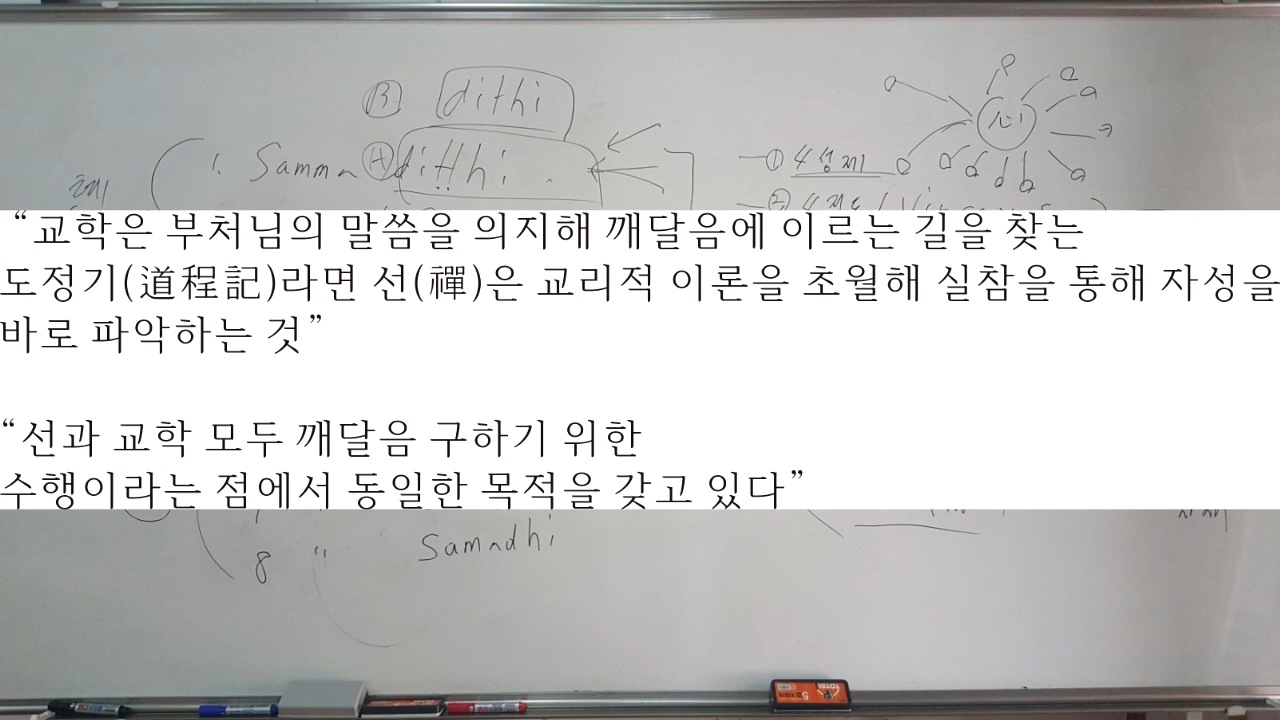 B dithi
1. Samma ditthi
心
① 4성제
혜
②
“교학은 부처님의 말씀을 의지해 깨달음에 이르는 길을 찾는
도정기(道程記)라면 선(禪)은 교리적 이론을 초월해 실참을 통해 자성을
바로 파악하는 것”
“선과 교학 모두 깨달음 구하기 위한
수행이라는 점에서 동일한 목적을 갖고 있다”
8 " Samadhi